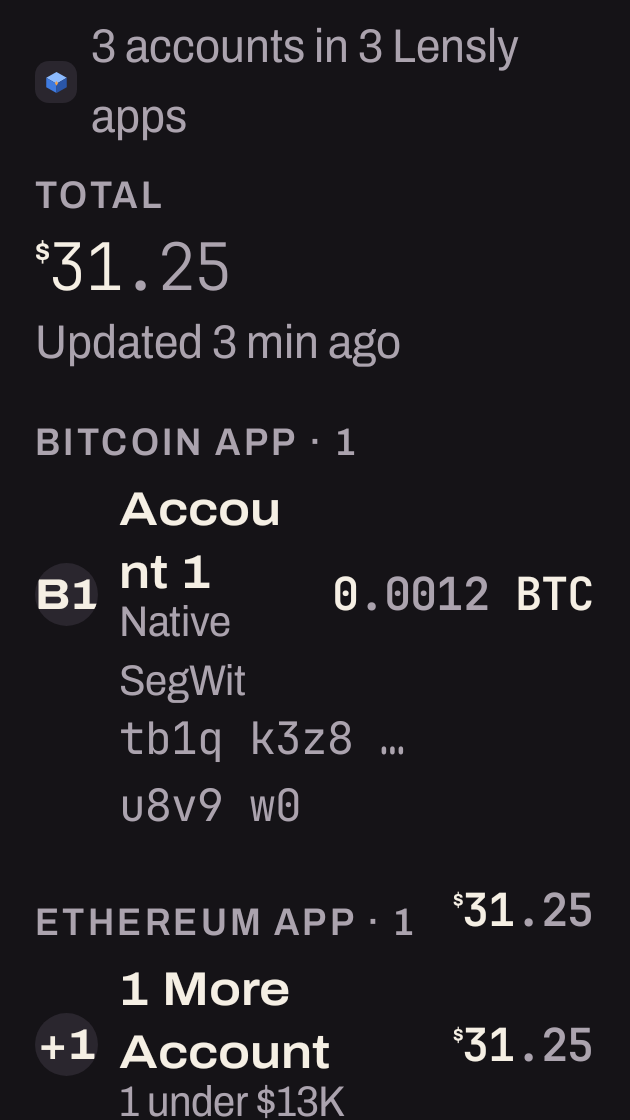 3 accounts in 3 Lensly
apps
TOTAL
$31.25
Updated 3 min ago
BITCOIN APP · 1
B1
Accou
nt 1
0.0012 BTC
Native
SegWit
tb1q k3z8 …
u8v9 w0
ETHEREUM APP · 1 $31.25
+1
1 More
Account
$31.25
1 under $13K